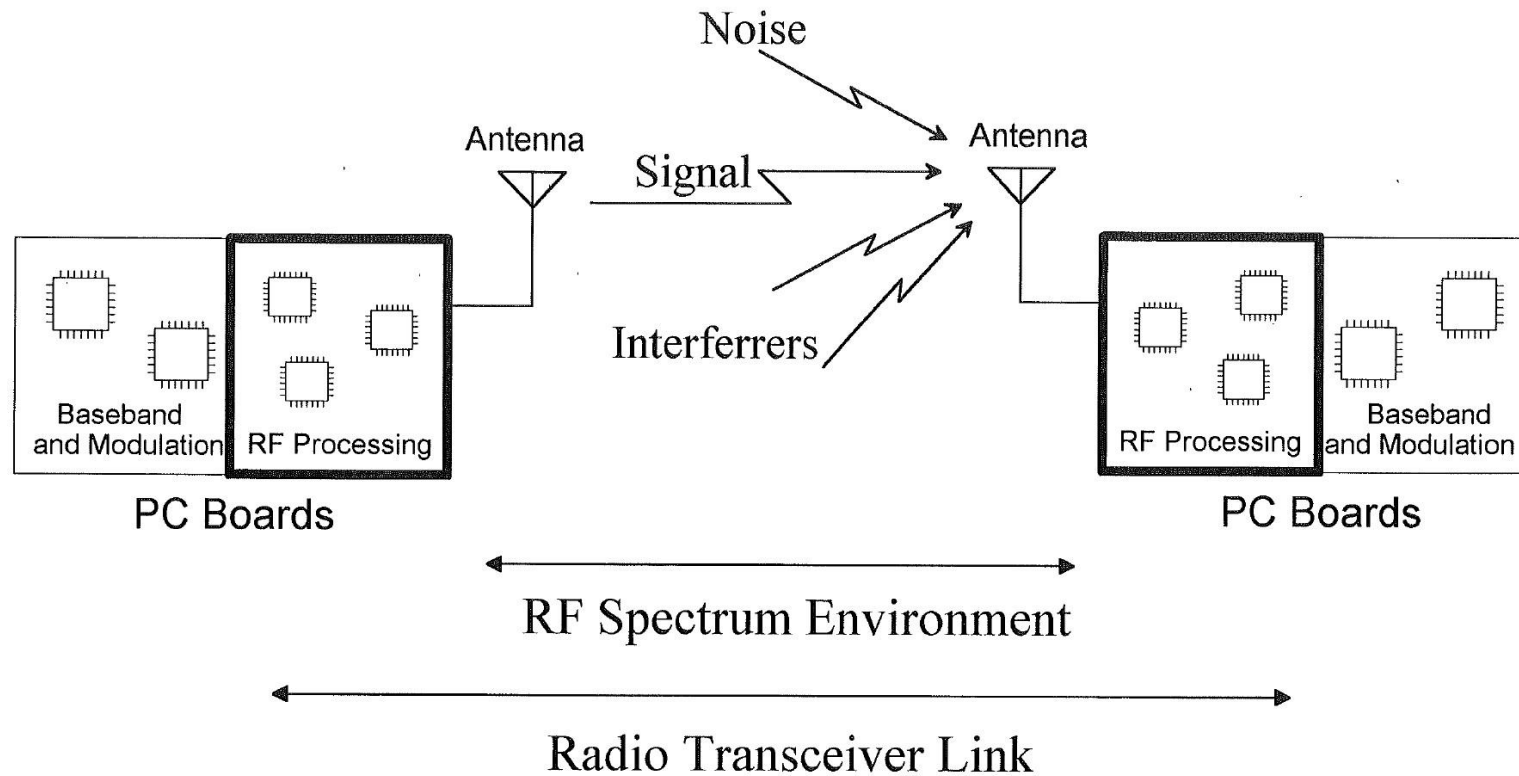 Noise
Antenna
Antenna
Signal
Interferrers
Baseband
and Modulation
RF Processing
RF Processing
Baseband
and Modulation
PC Boards
PC Boards
RF Spectrum Environment
Radio Transceiver Link